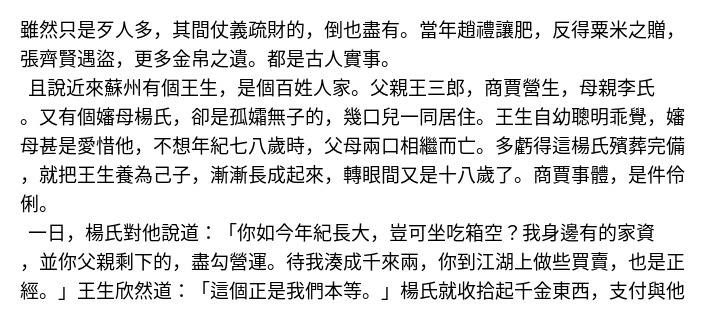 雖然只是歹人多，其間仗義疏財的，倒也盡有。當年趙禮讓肥，反得粟米之贈，
張齊賢遇盜，更多金帛之遺。都是古人實事。
且說近來蘇州有個王生，是個百姓人家。父親王三郎，商賈營生，母親李氏
。又有個嬸母楊氏，卻是孤孀無子的，幾口兒一同居住。王生自幼聰明乖覺，嬸
母甚是愛惜他，不想年紀七八歲時，父母兩口相繼而亡。多虧得這楊氏殯葬完備
，就把王生養為己子，漸漸長成起來，轉眼間又是十八歲了。商賈事體，是件伶
俐。
一日，楊氏對他說道：「你如今年紀長大，豈可坐吃箱空？我身邊有的家資
，並你父親剩下的，盡勾營運。待我湊成千來兩，你到江湖上做些買賣，也是正
經。」王生欣然道：「這個正是我們本等。」楊氏就收拾起千金東西，支付與他